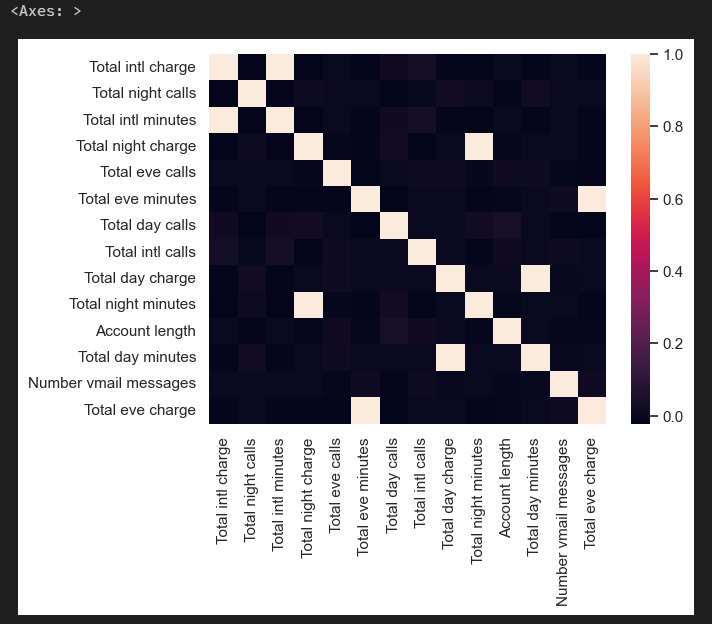 <Axes: >
Total intl charge
Total night calls
Total intl minutes
Total night charge
Total eve calls
Total eve minutes
Total day calls
Total intl calls
Total day charge
Total night minutes
Account length
Total day minutes
Number vmail messages
Total eve charge
1.0
0.8
0.6
0.4
0.2
0.0
Total intl charge
Total night calls
Total intl minutes
Total night charge
Total eve calls
Total eve minutes
Total day calls
Total intl calls
Total day charge
Total night minutes
Account length
Total day minutes
Number vmail messages
Total eve charge